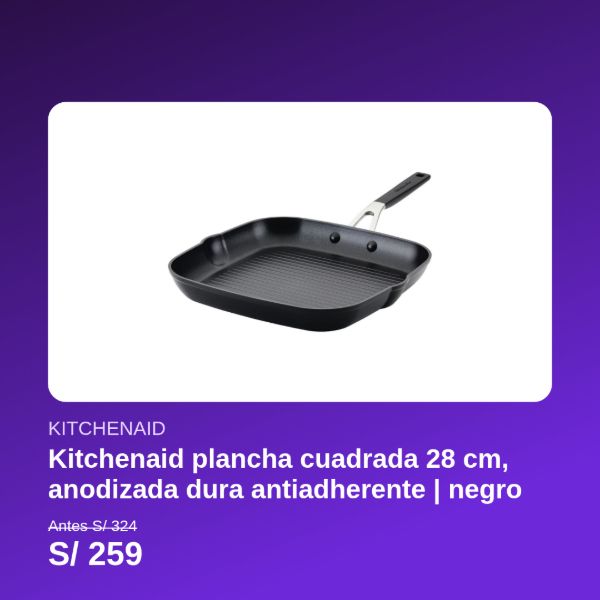 KITCHENAID
Kitchenaid plancha cuadrada 28 cm,
anodizada dura antiadherente | negro
Antes S/ 324
S/ 259